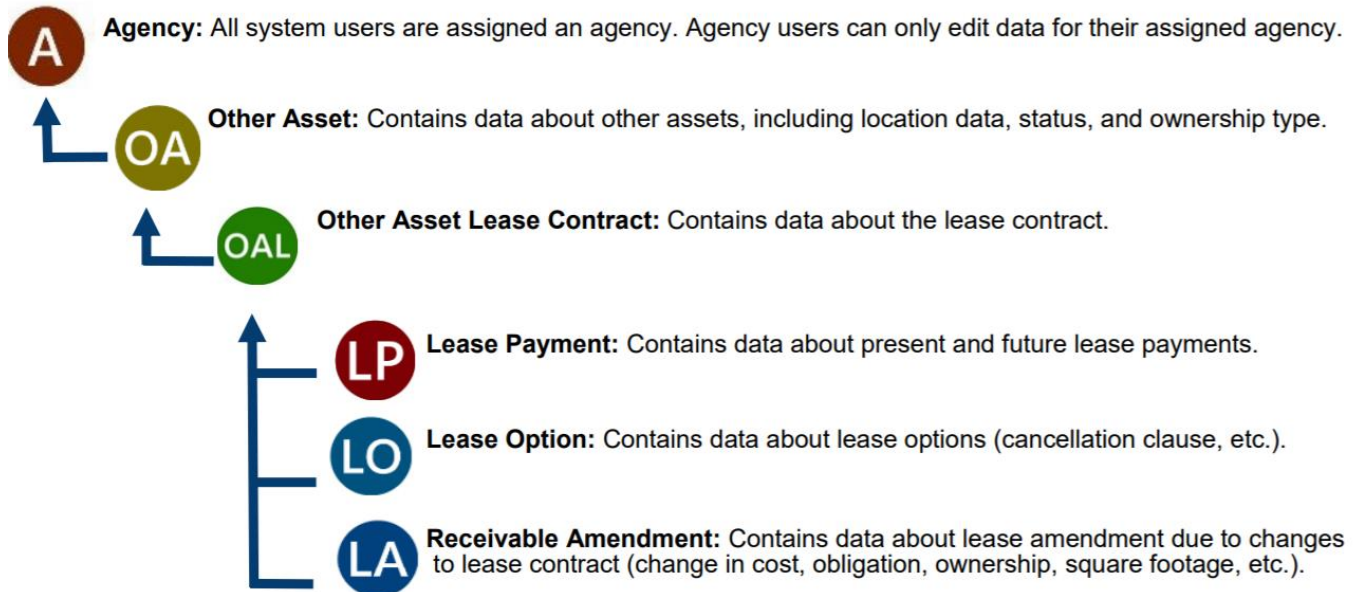 A
Agency: All system users are assigned an agency. Agency users can only edit data for their assigned agency.
OA
Other Asset: Contains data about other assets, including location data, status, and ownership type.
OAL
Other Asset Lease Contract: Contains data about the lease contract.
LP
Lease Payment: Contains data about present and future lease payments.
LO
Lease Option: Contains data about lease options (cancellation clause, etc.).
LA
Receivable Amendment: Contains data about lease amendment due to changes
to lease contract (change in cost, obligation, ownership, square footage, etc.).